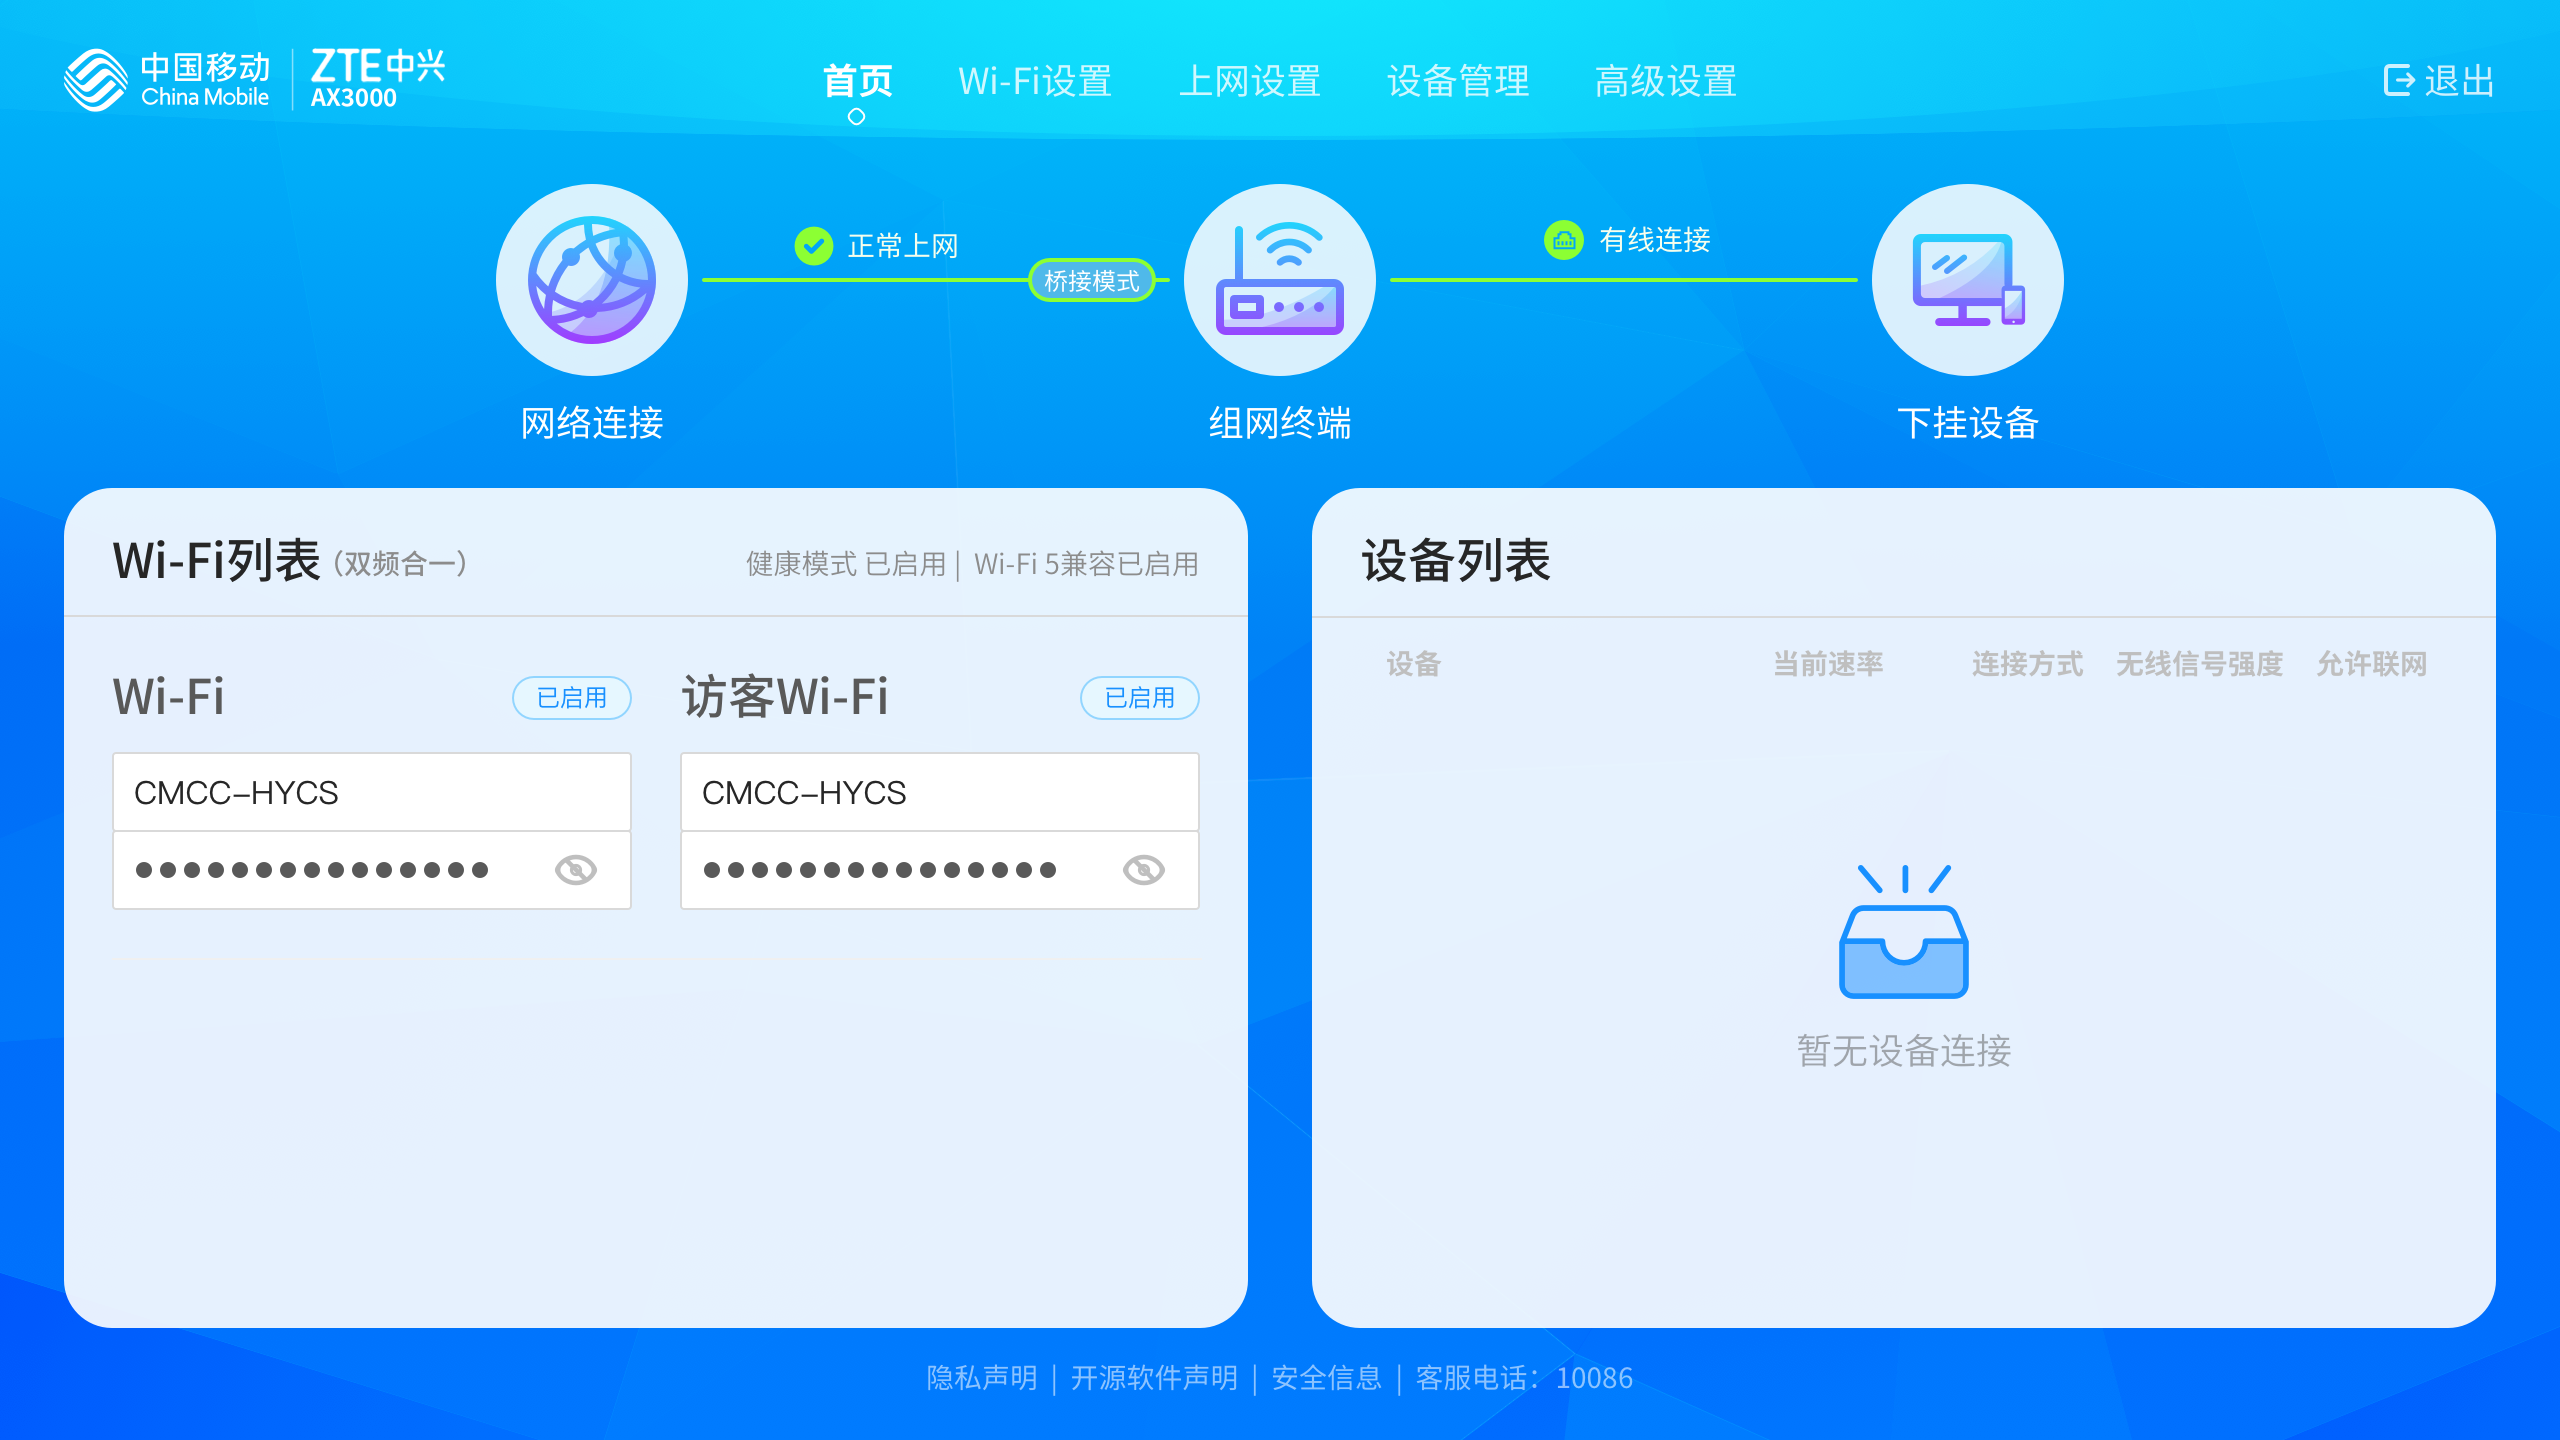 中国移动
China Mobile
ZTE中兴
AX3000
首页 Wi-Fi设置 上网设置 设备管理 高级设置
退出
正常上网
桥接模式
有线连接
网络连接 组网终端 下挂设备
Wi-Fi列表（双频合一）
健康模式 已启用 | Wi-Fi 5兼容已启用
Wi-Fi 已启用
CMCC-HYCS
访客Wi-Fi 已启用
CMCC-HYCS
设备列表
设备 当前速率 连接方式 无线信号强度 允许联网
暂无设备连接
隐私声明 | 开源软件声明 | 安全信息 | 客服电话：10086